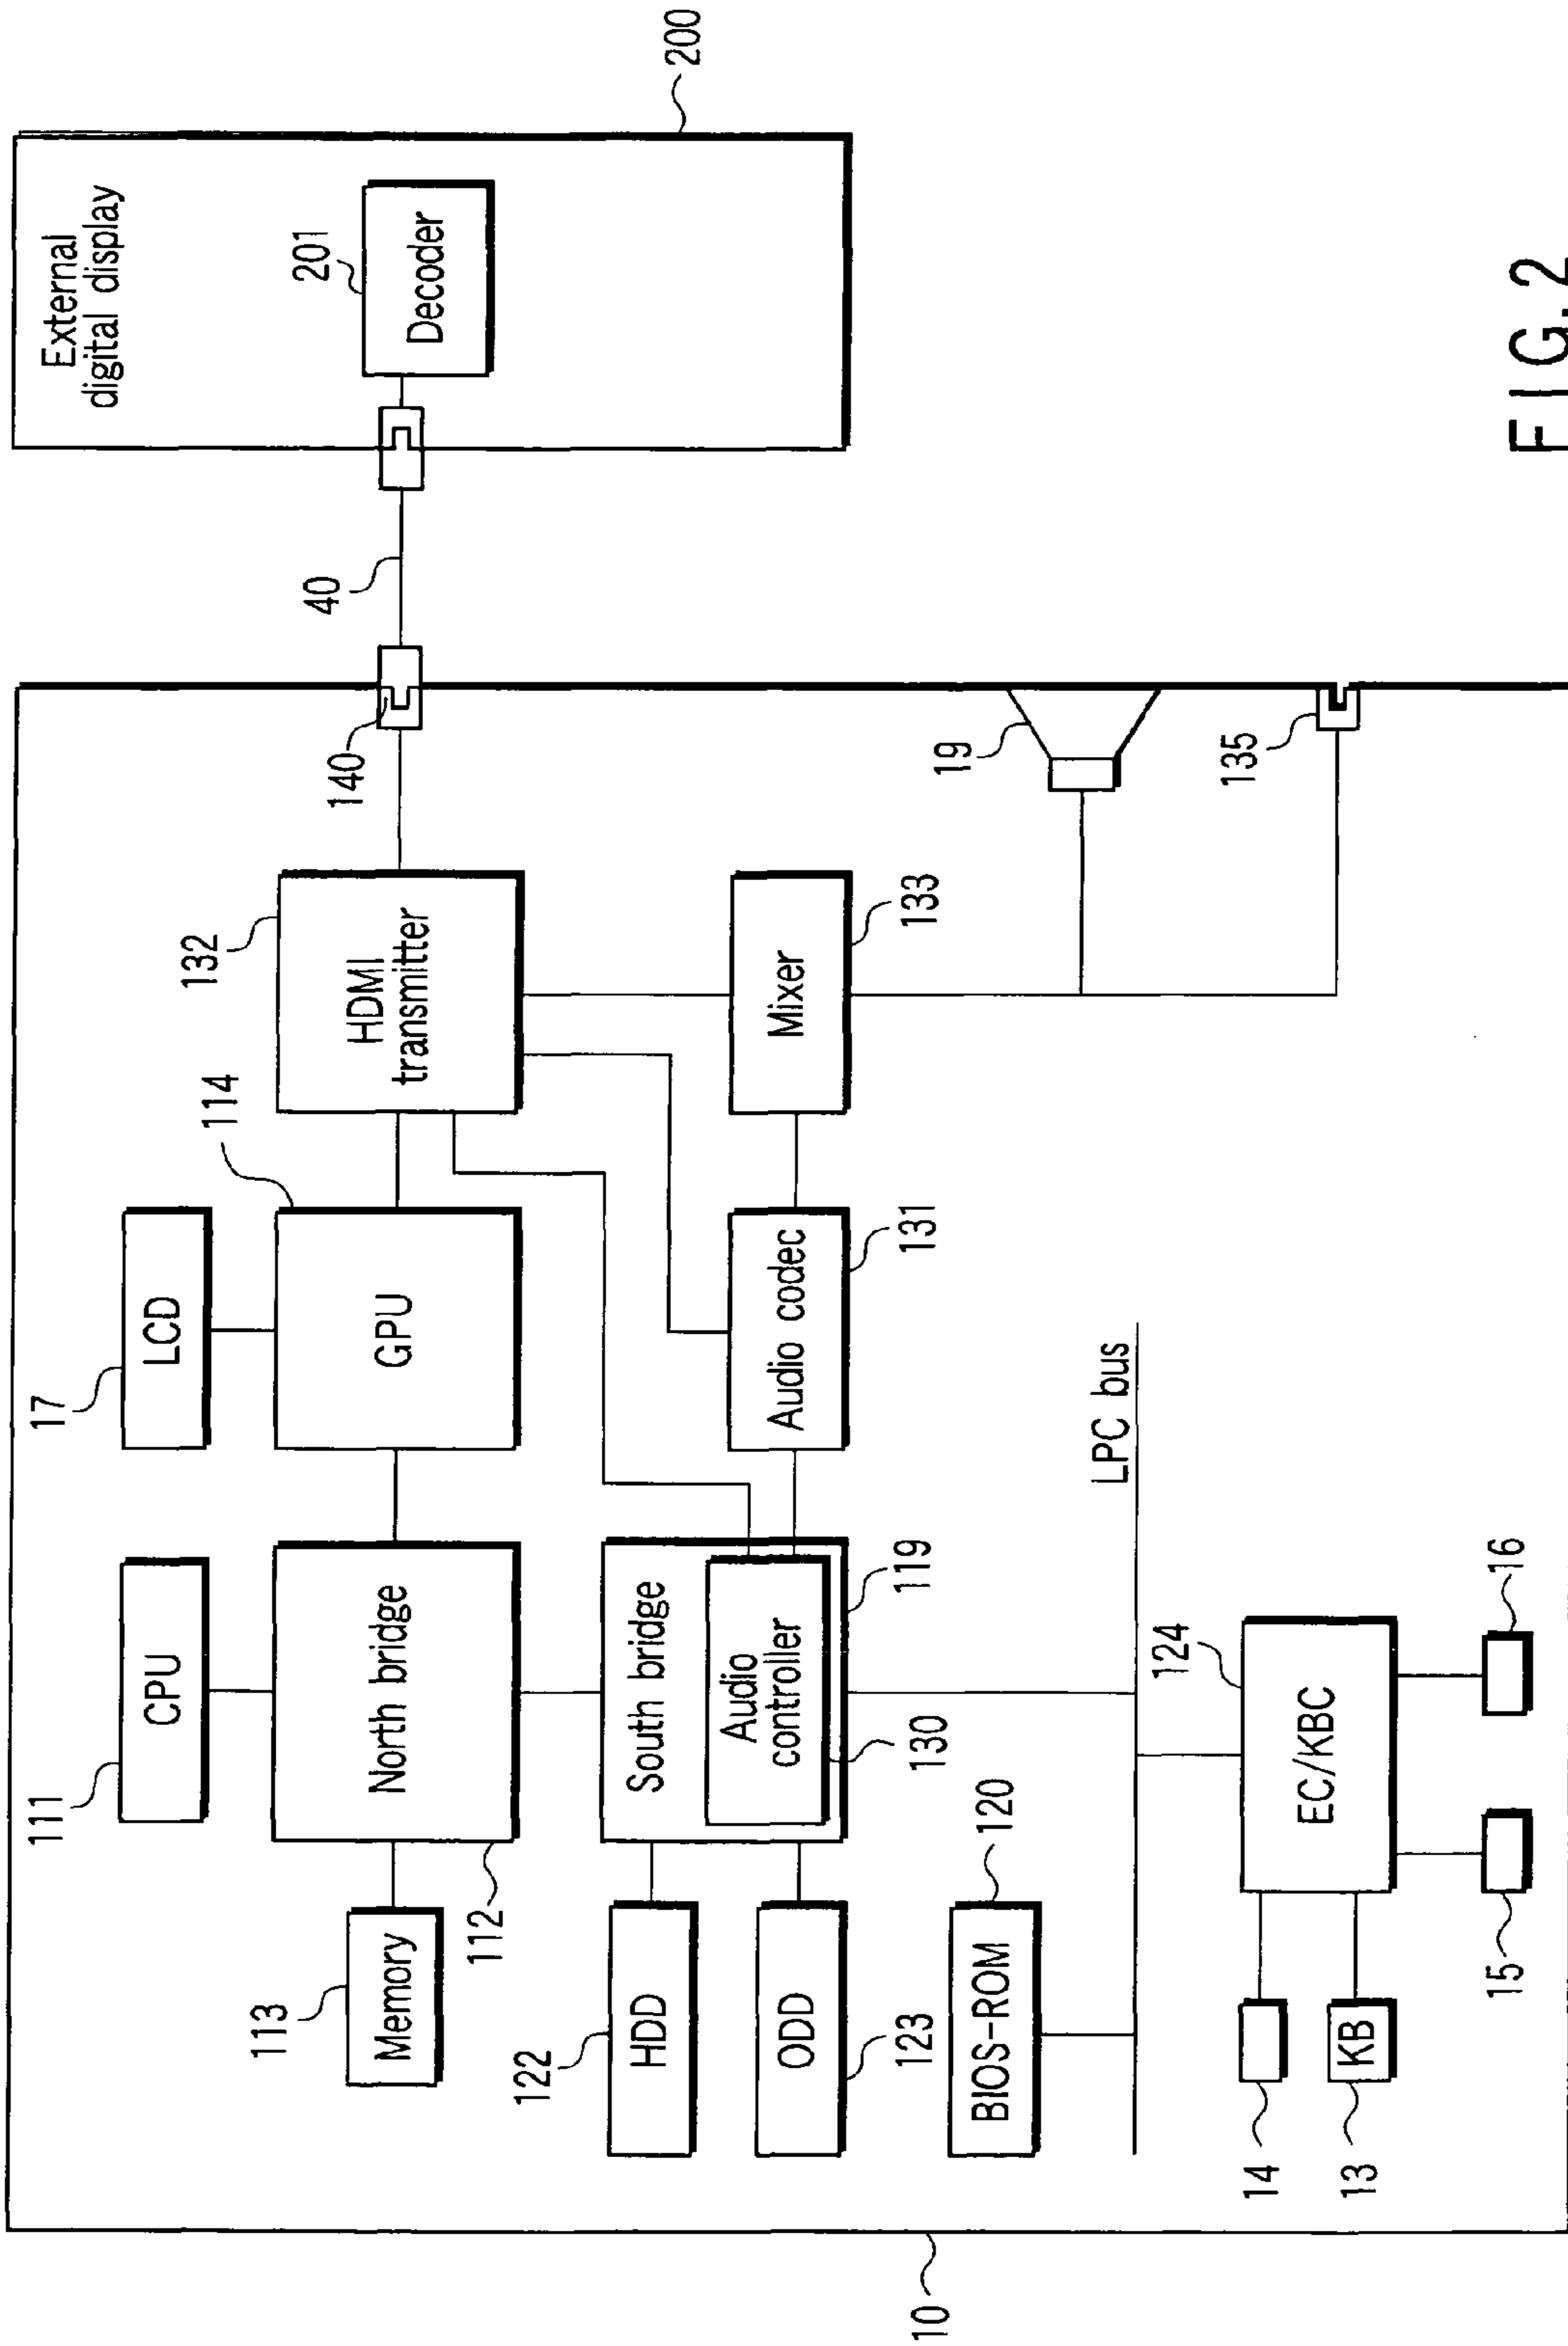 External
digital display
200
201
Decoder
40
140
132
HDMI
transmitter
114
17
LCD
GPU
111
CPU
North bridge
112
113
Memory
133
Mixer
131
Audio codec
119
South bridge
Audio
controller
130
122
HDD
ODD
123
120
BIOS-ROM
LPC bus
19
135
124
EC/KBC
16
15
14
13
KB
10
FIG. 2